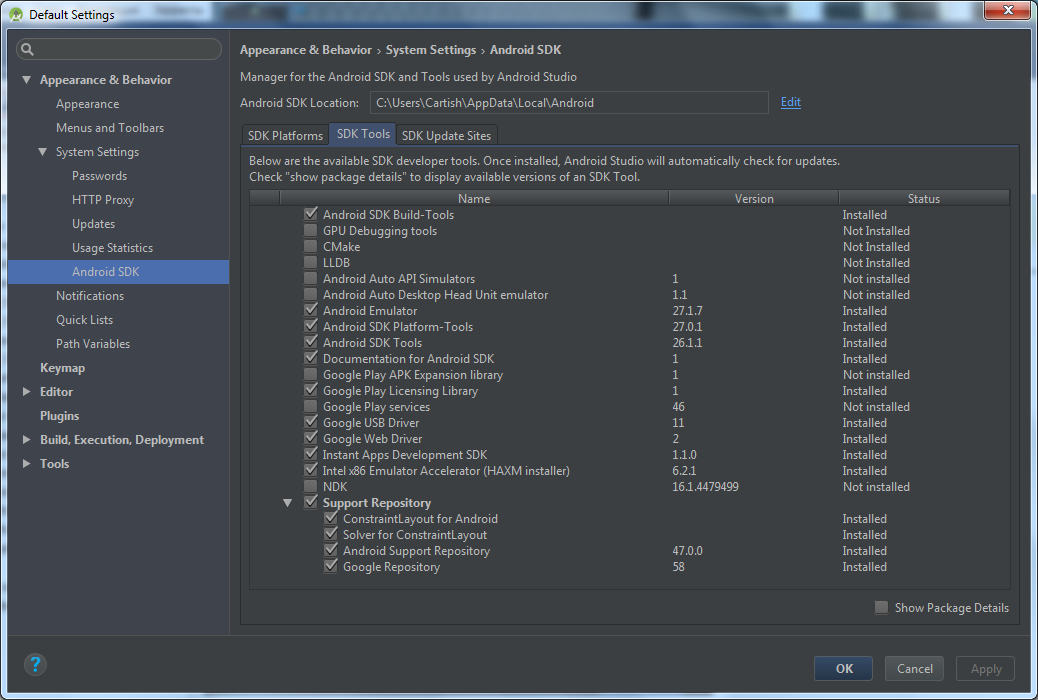 Default Settings
Appearance & Behavior
Appearance
Menus and Toolbars
System Settings
Passwords
HTTP Proxy
Updates
Usage Statistics
Android SDK
Notifications
Quick Lists
Path Variables
Keymap
Editor
Plugins
Build, Execution, Deployment
Tools
Appearance & Behavior › System Settings › Android SDK
Manager for the Android SDK and Tools used by Android Studio
Android SDK Location: C:\Users\Cartish\AppData\Local\Android Edit
SDK Platforms SDK Tools SDK Update Sites
Below are the available SDK developer tools. Once installed, Android Studio will automatically check for updates.
Check "show package details" to display available versions of an SDK Tool.
Name Version Status
Android SDK Build-Tools Installed
GPU Debugging tools Not Installed
CMake Not Installed
LLDB Not Installed
Android Auto API Simulators 1 Not installed
Android Auto Desktop Head Unit emulator 1.1 Not installed
Android Emulator 27.1.7 Installed
Android SDK Platform-Tools 27.0.1 Installed
Android SDK Tools 26.1.1 Installed
Documentation for Android SDK 1 Installed
Google Play APK Expansion library 1 Not installed
Google Play Licensing Library 1 Installed
Google Play services 46 Not installed
Google USB Driver 11 Installed
Google Web Driver 2 Installed
Instant Apps Development SDK 1.1.0 Installed
Intel x86 Emulator Accelerator (HAXM installer) 6.2.1 Installed
NDK 16.1.4479499 Not installed
Support Repository
ConstraintLayout for Android Installed
Solver for ConstraintLayout Installed
Android Support Repository 47.0.0 Installed
Google Repository 58 Installed
Show Package Details
? OK Cancel Apply